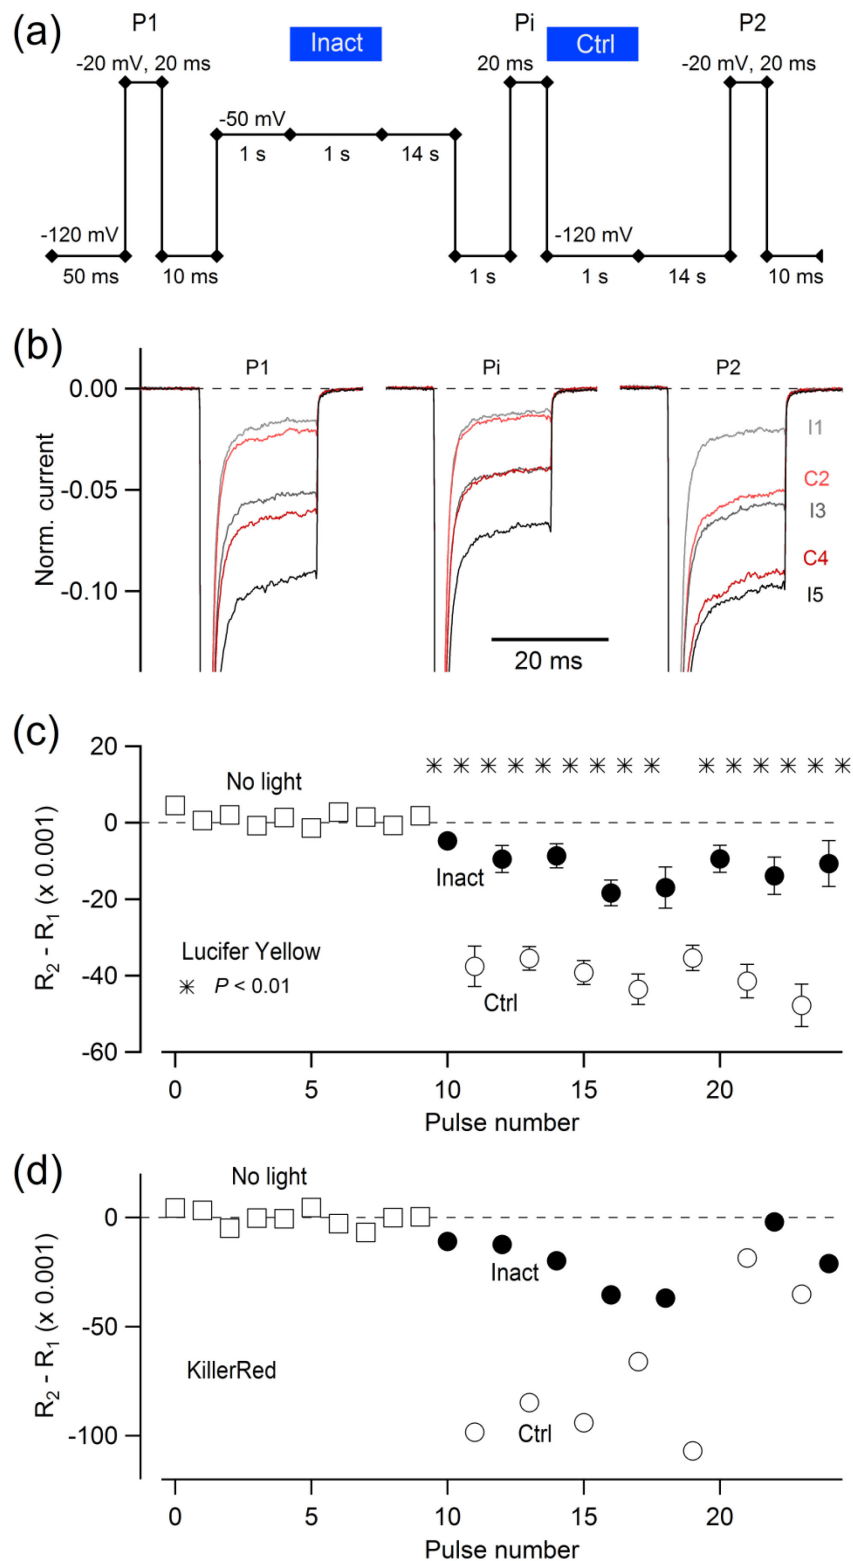 (a)
P1
Inact
Pi
Ctrl
P2
-20 mV, 20 ms
20 ms
-20 mV, 20 ms
-50 mV
1 s
1 s
14 s
-120 mV
-120 mV
50 ms
10 ms
1 s
1 s
14 s
10 ms
(b)
P1
Pi
P2
0.00
-0.05
-0.10
Norm. current
I1
C2
I3
C4
I5
20 ms
(c)
20
0
-20
-40
-60
R2 - R1 (x 0.001)
No light
Inact
Lucifer Yellow
✳ P < 0.01
Ctrl
0 5 10 15 20
Pulse number
(d)
0
-50
-100
R2 - R1 (x 0.001)
No light
Inact
KillerRed
Ctrl
0 5 10 15 20
Pulse number